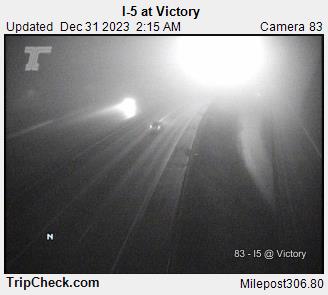 I-5 at Victory
Updated Dec 31 2023 2:15 AM Camera 83
N
83 - I5 @ Victory
TripCheck.com Milepost306.80